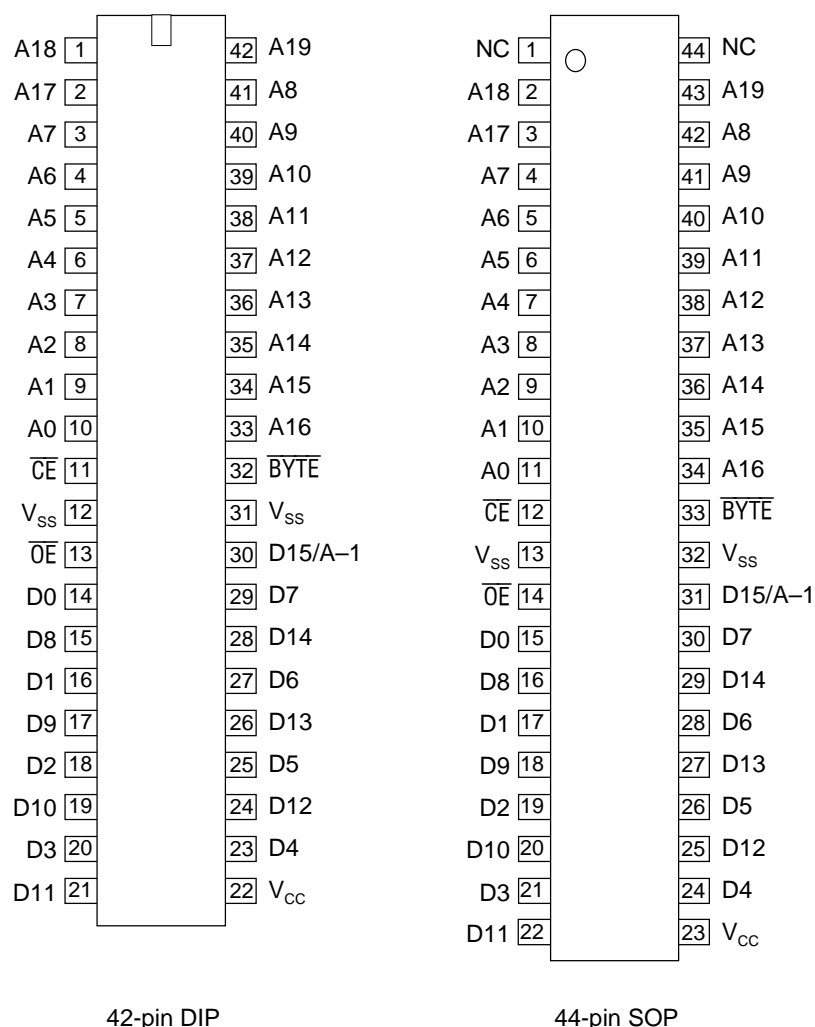 A18 1 42 A19
A17 2 41 A8
A7 3 40 A9
A6 4 39 A10
A5 5 38 A11
A4 6 37 A12
A3 7 36 A13
A2 8 35 A14
A1 9 34 A15
A0 10 33 A16
C̅E̅ 11 32 B̅Y̅T̅E̅
VSS 12 31 VSS
O̅E̅ 13 30 D15/A–1
D0 14 29 D7
D8 15 28 D14
D1 16 27 D6
D9 17 26 D13
D2 18 25 D5
D10 19 24 D12
D3 20 23 D4
D11 21 22 VCC
42-pin DIP
NC 1 44 NC
A18 2 43 A19
A17 3 42 A8
A7 4 41 A9
A6 5 40 A10
A5 6 39 A11
A4 7 38 A12
A3 8 37 A13
A2 9 36 A14
A1 10 35 A15
A0 11 34 A16
C̅E̅ 12 33 B̅Y̅T̅E̅
VSS 13 32 VSS
O̅E̅ 14 31 D15/A–1
D0 15 30 D7
D8 16 29 D14
D1 17 28 D6
D9 18 27 D13
D2 19 26 D5
D10 20 25 D12
D3 21 24 D4
D11 22 23 VCC
44-pin SOP